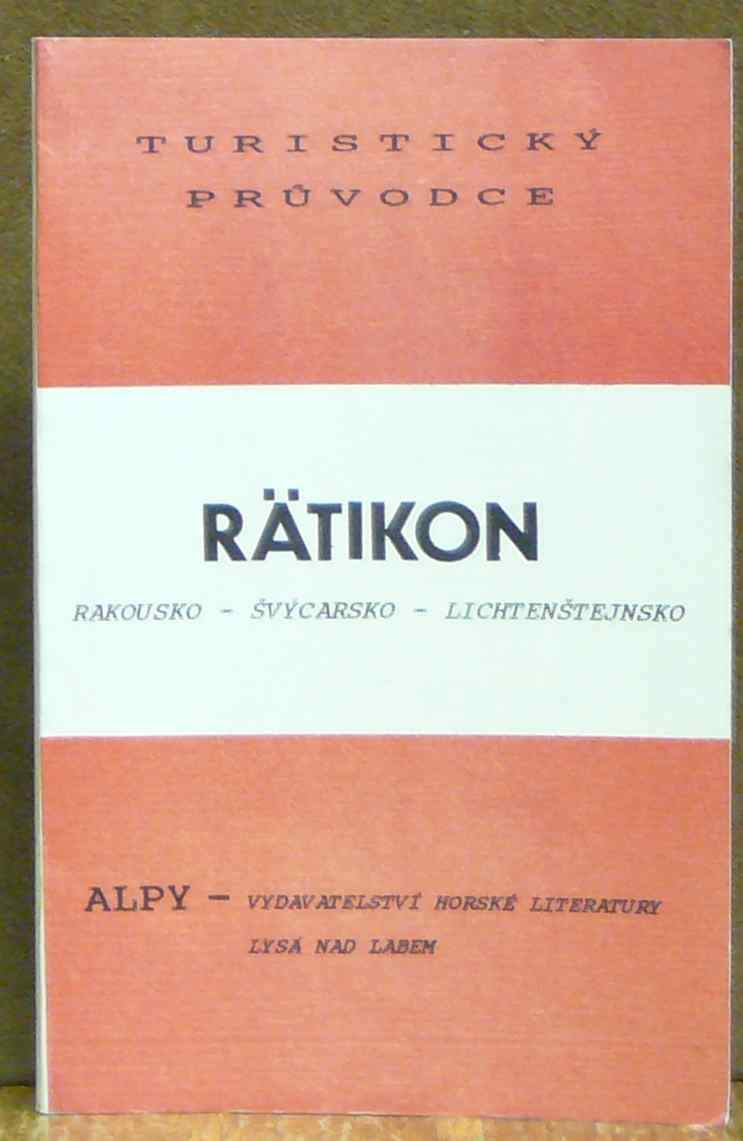 TURISTICKÝ
PRŮVODCE
RÄTIKON
RAKOUSKO - ŠVÝCARSKO - LICHTENŠTEJNSKO
ALPY - VYDAVATELSTVÍ HORSKÉ LITERATURY
LYSÁ NAD LABEM